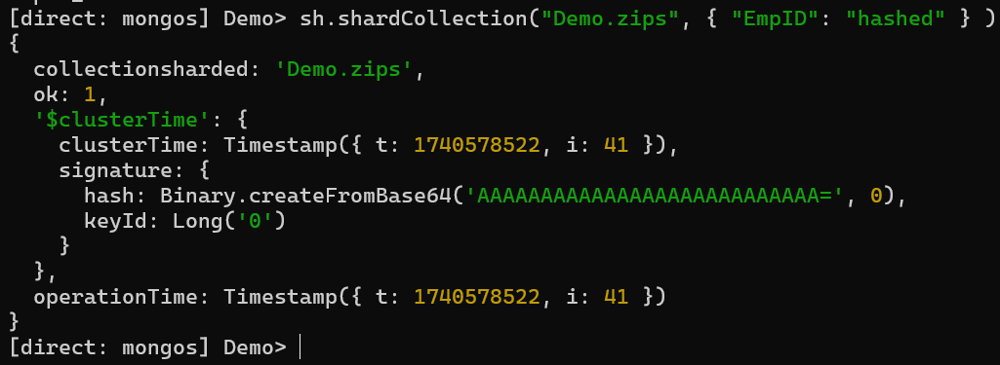 [direct: mongos] Demo> sh.shardCollection("Demo.zips", { "EmpID": "hashed" } )
{
  collectionsharded: 'Demo.zips',
  ok: 1,
  '$clusterTime': {
    clusterTime: Timestamp({ t: 1740578522, i: 41 }),
    signature: {
      hash: Binary.createFromBase64('AAAAAAAAAAAAAAAAAAAAAAAAAAA=', 0),
      keyId: Long('0')
    }
  },
  operationTime: Timestamp({ t: 1740578522, i: 41 })
}
[direct: mongos] Demo>